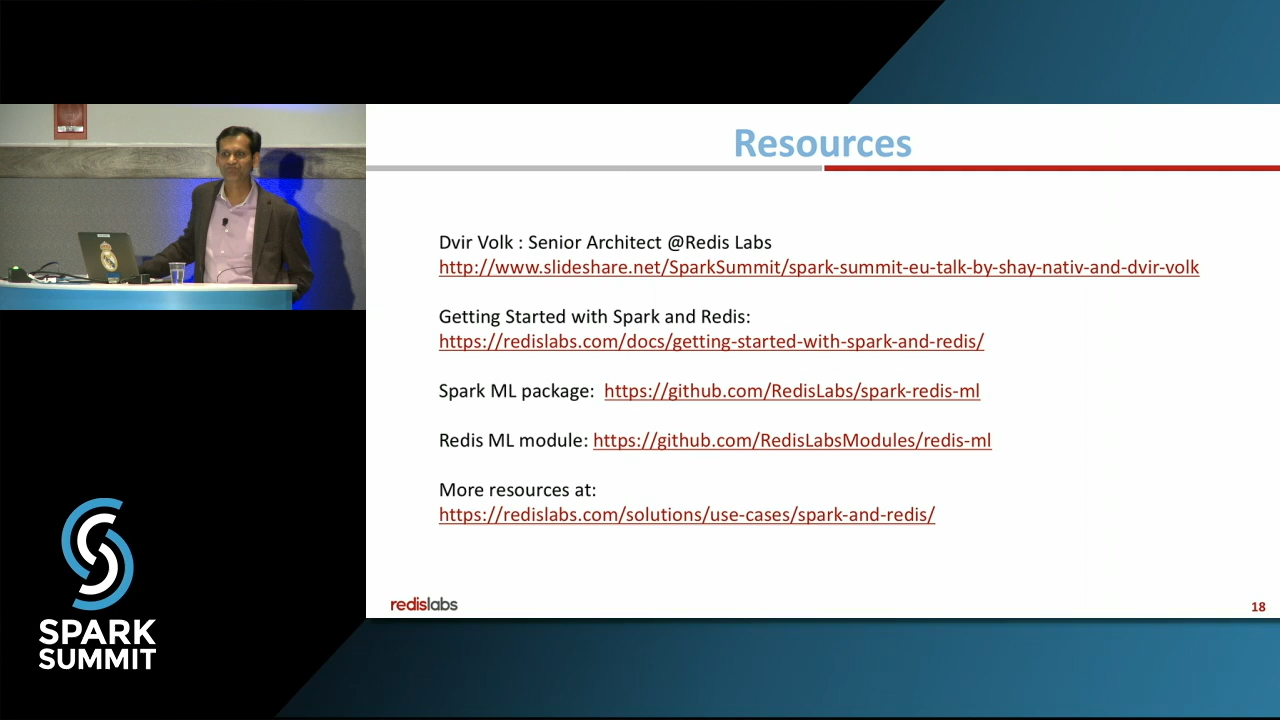 Resources
Dvir Volk : Senior Architect @Redis Labs
http://www.slideshare.net/SparkSummit/spark-summit-eu-talk-by-shay-nativ-and-dvir-volk
Getting Started with Spark and Redis:
https://redislabs.com/docs/getting-started-with-spark-and-redis/
Spark ML package: https://github.com/RedisLabs/spark-redis-ml
Redis ML module: https://github.com/RedisLabsModules/redis-ml
More resources at:
https://redislabs.com/solutions/use-cases/spark-and-redis/
redislabs
18
SPARK
SUMMIT